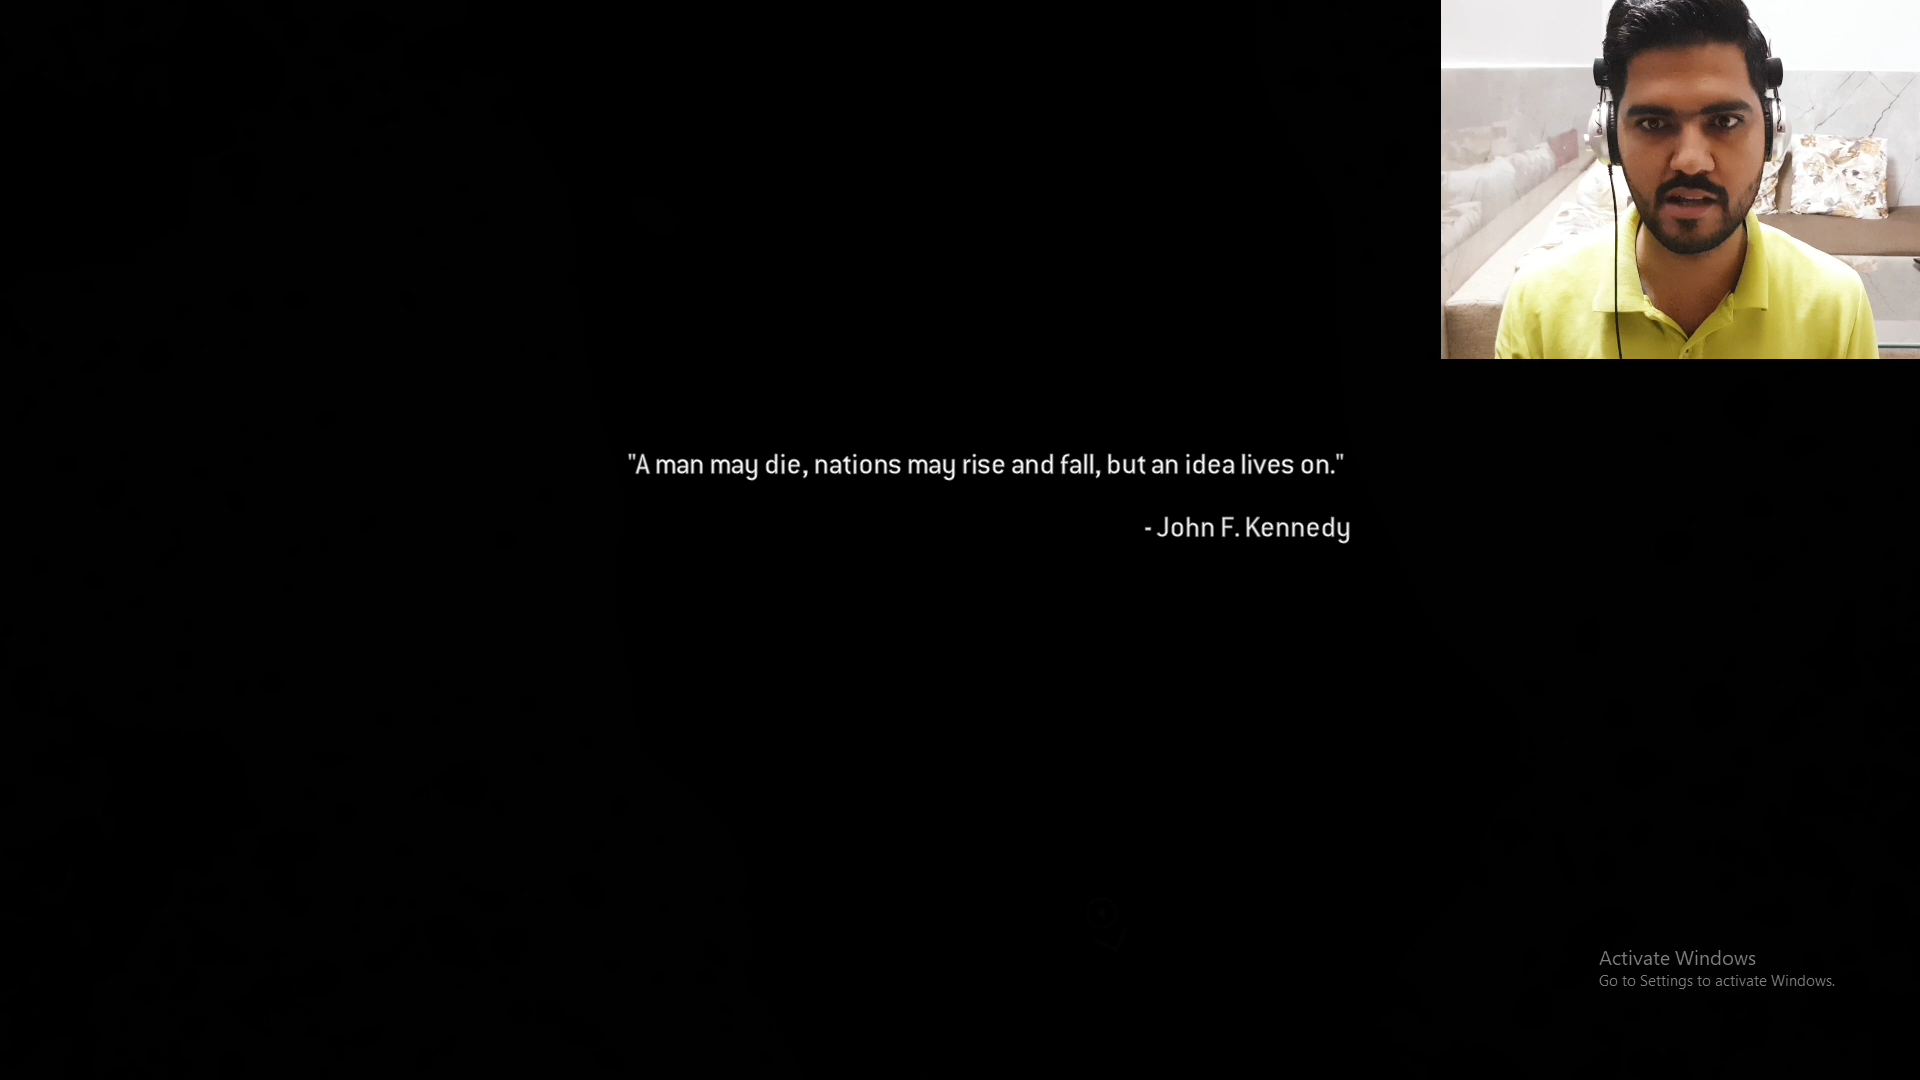 "A man may die, nations may rise and fall, but an idea lives on."
- John F. Kennedy
Activate Windows
Go to Settings to activate Windows.